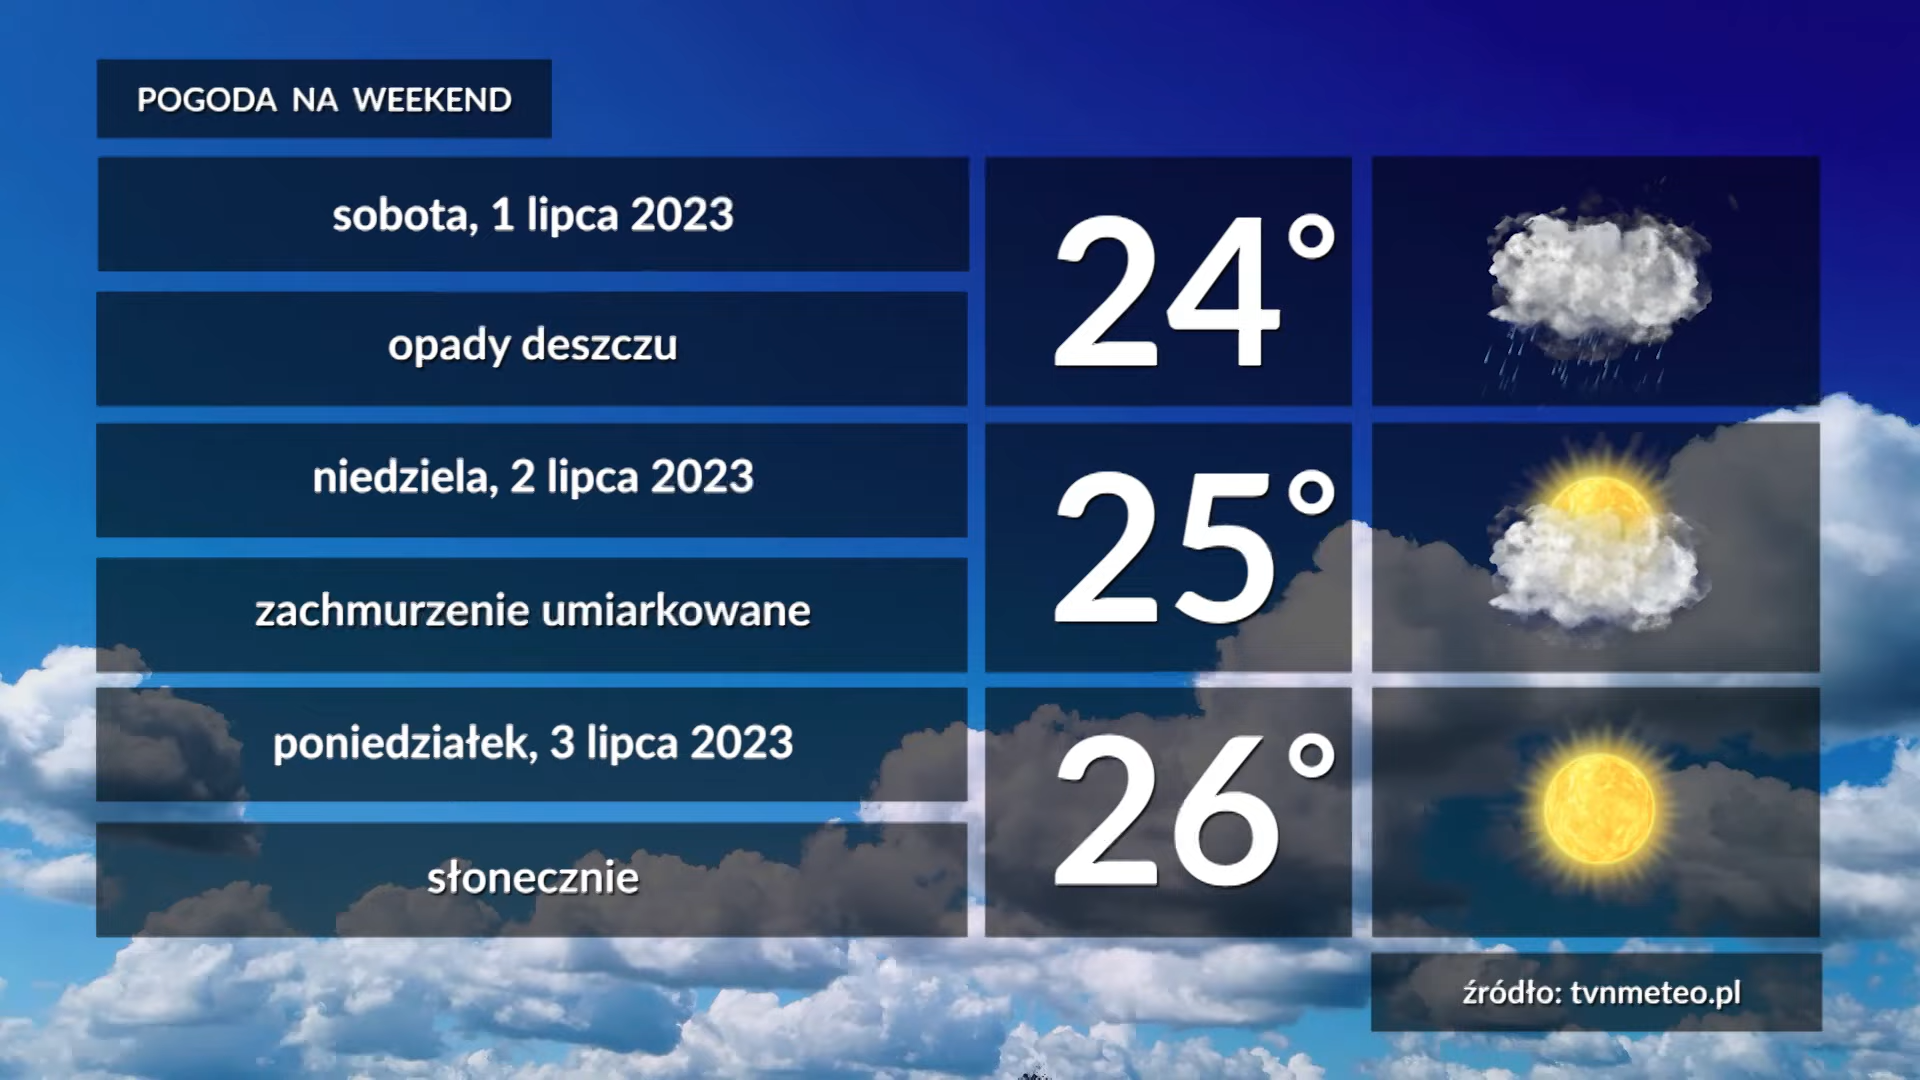 POGODA NA WEEKEND
sobota, 1 lipca 2023
opady deszczu
24°
niedziela, 2 lipca 2023
zachmurzenie umiarkowane
25°
poniedziałek, 3 lipca 2023
słonecznie
26°
źródło: tvnmeteo.pl